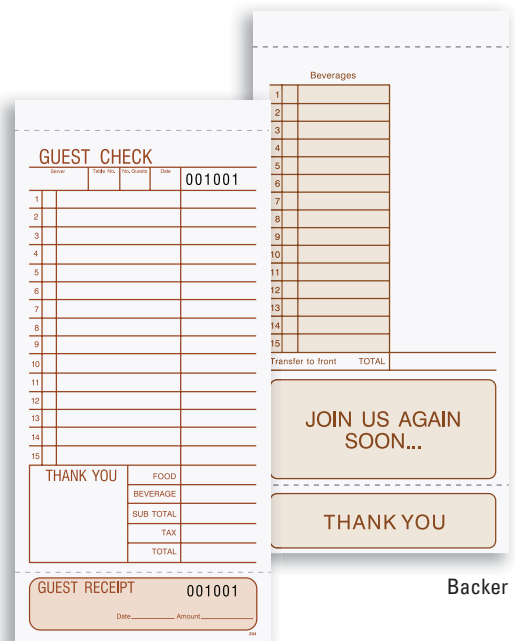 GUEST CHECK
Server Table No. No. Guests Date 001001
1
2
3
4
5
6
7
8
9
10
11
12
13
14
15
THANK YOU
FOOD
BEVERAGE
SUB TOTAL
TAX
TOTAL
GUEST RECEIPT 001001
Date Amount
204
Beverages
1
2
3
4
5
6
7
8
9
10
11
12
13
14
15
Transfer to front TOTAL
JOIN US AGAIN
SOON...
THANK YOU
Backer